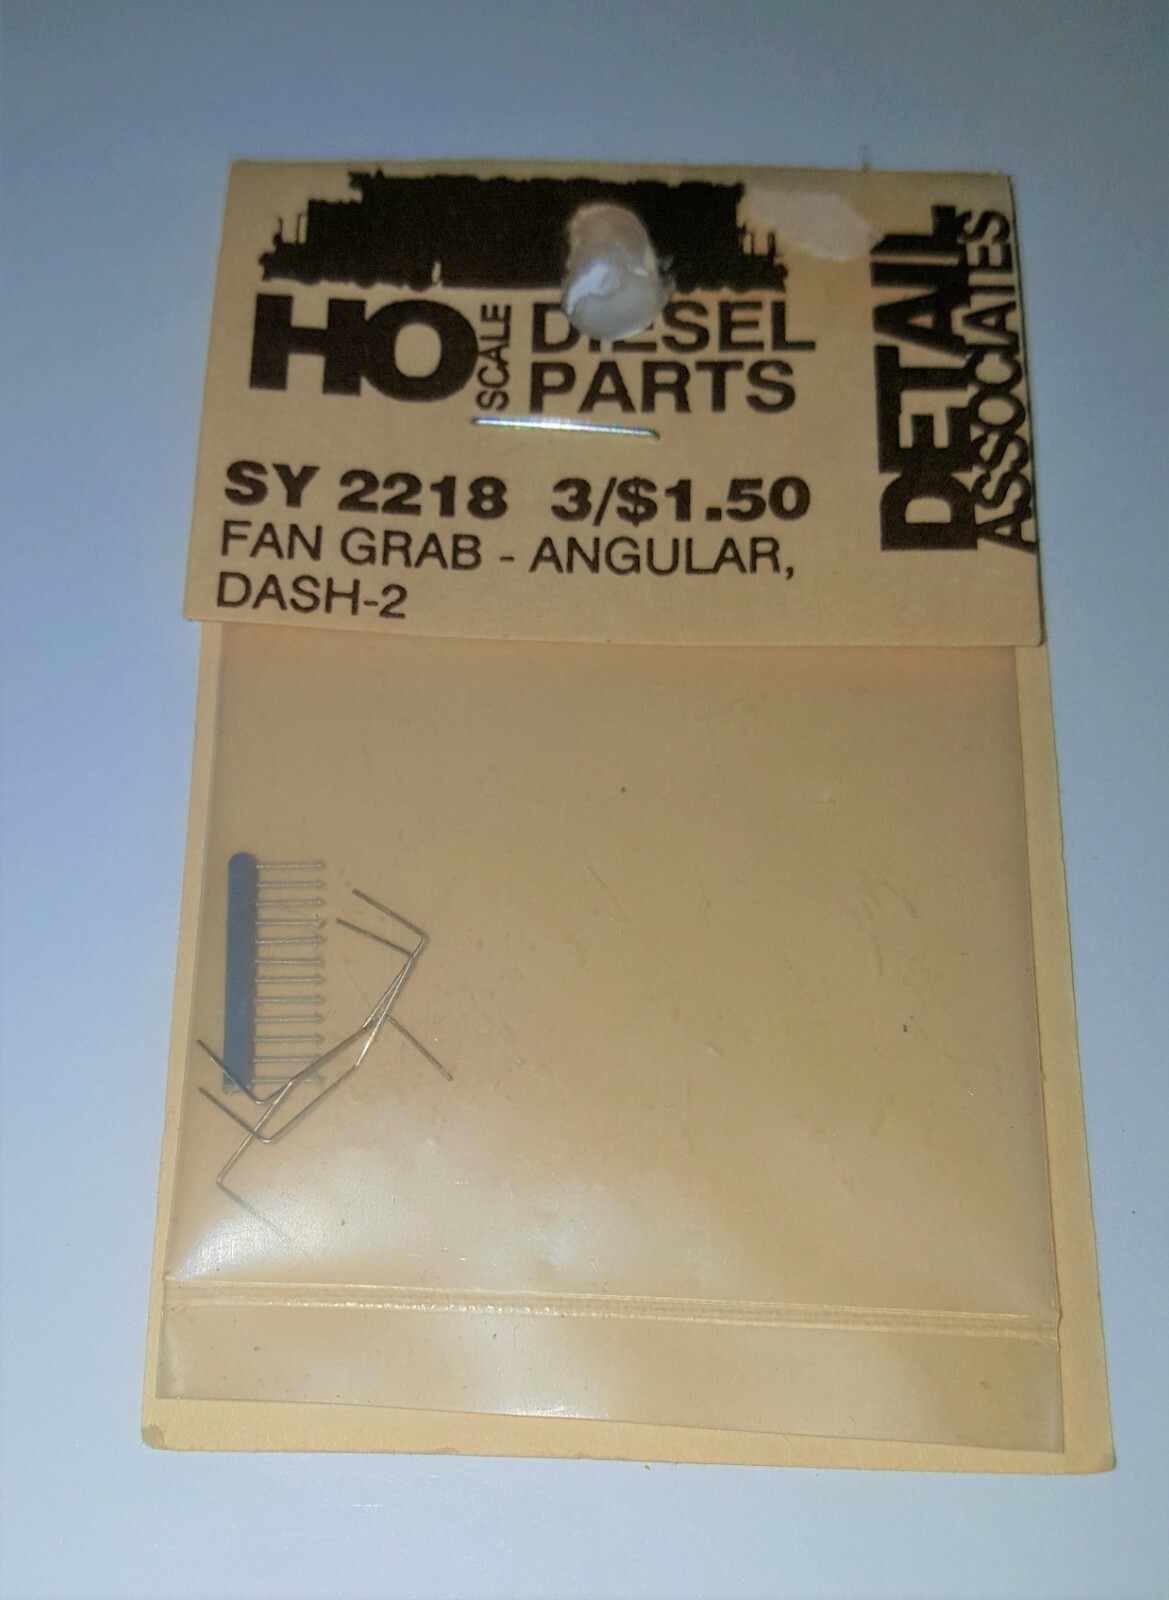 HO SCALE DIESEL
PARTS
DETAIL
ASSOCIATES
SY 2218 3/$1.50
FAN GRAB - ANGULAR,
DASH-2